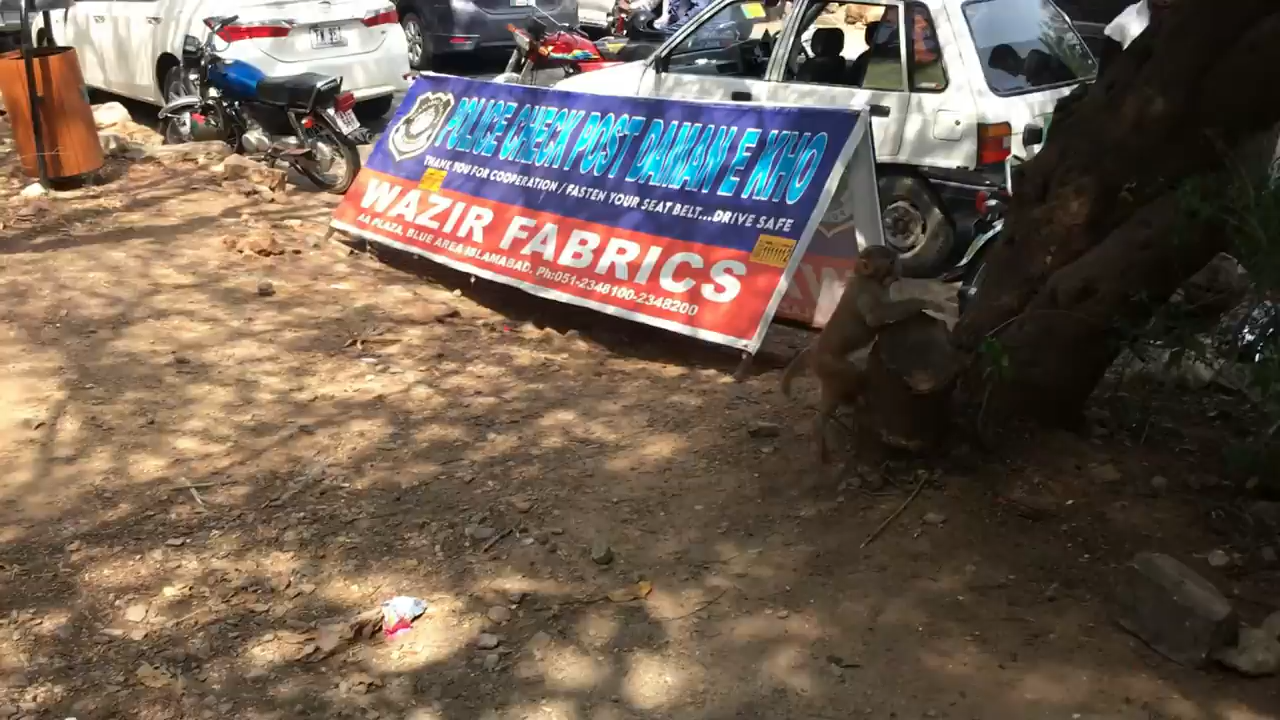 POLICE CHECK POST DAMAN E KHO
THANK YOU FOR COOPERATION / FASTEN YOUR SEAT BELT...DRIVE SAFE
WAZIR FABRICS
AA PLAZA, BLUE AREA ISLAMABAD. Ph:051-2348100-2348200